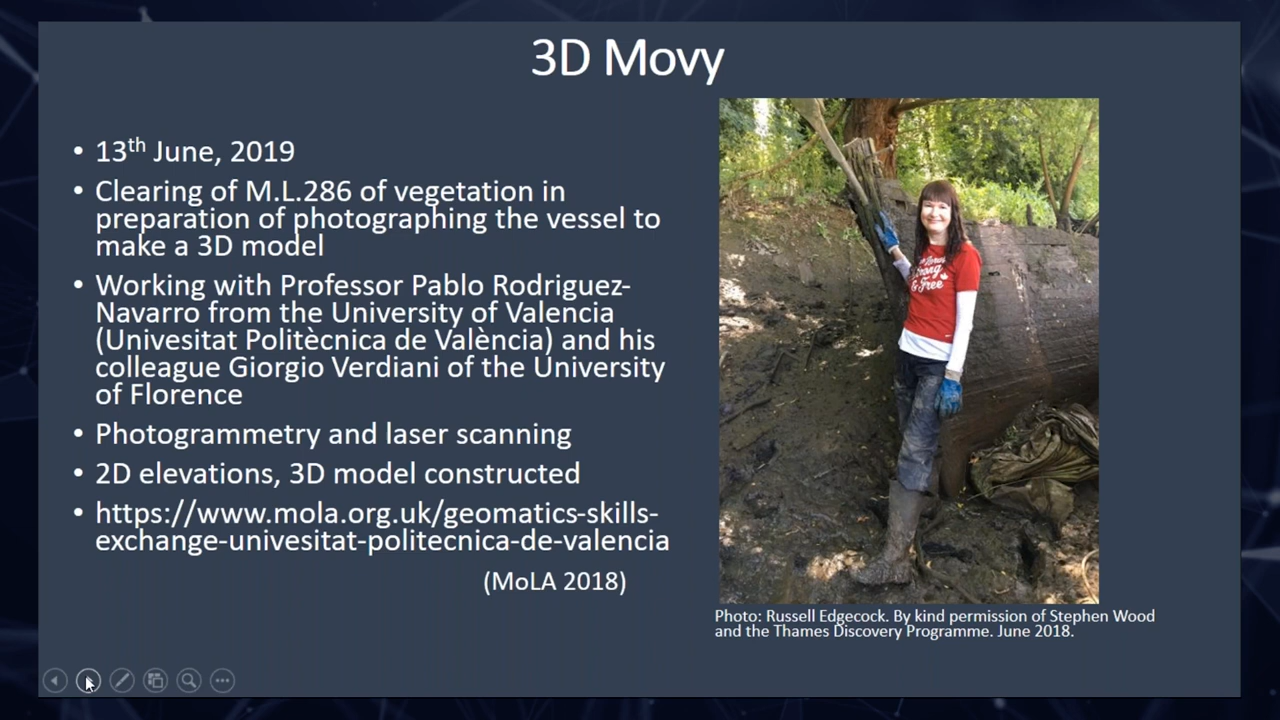 3D Movy
• 13th June, 2019
• Clearing of M.L.286 of vegetation in
preparation of photographing the vessel to
make a 3D model
• Working with Professor Pablo Rodriguez-
Navarro from the University of Valencia
(Univesitat Politècnica de València) and his
colleague Giorgio Verdiani of the University
of Florence
• Photogrammetry and laser scanning
• 2D elevations, 3D model constructed
• https://www.mola.org.uk/geomatics-skills-
exchange-univesitat-politecnica-de-valencia
(MoLA 2018)
Strong
& Free
Photo: Russell Edgecock. By kind permission of Stephen Wood
and the Thames Discovery Programme. June 2018.